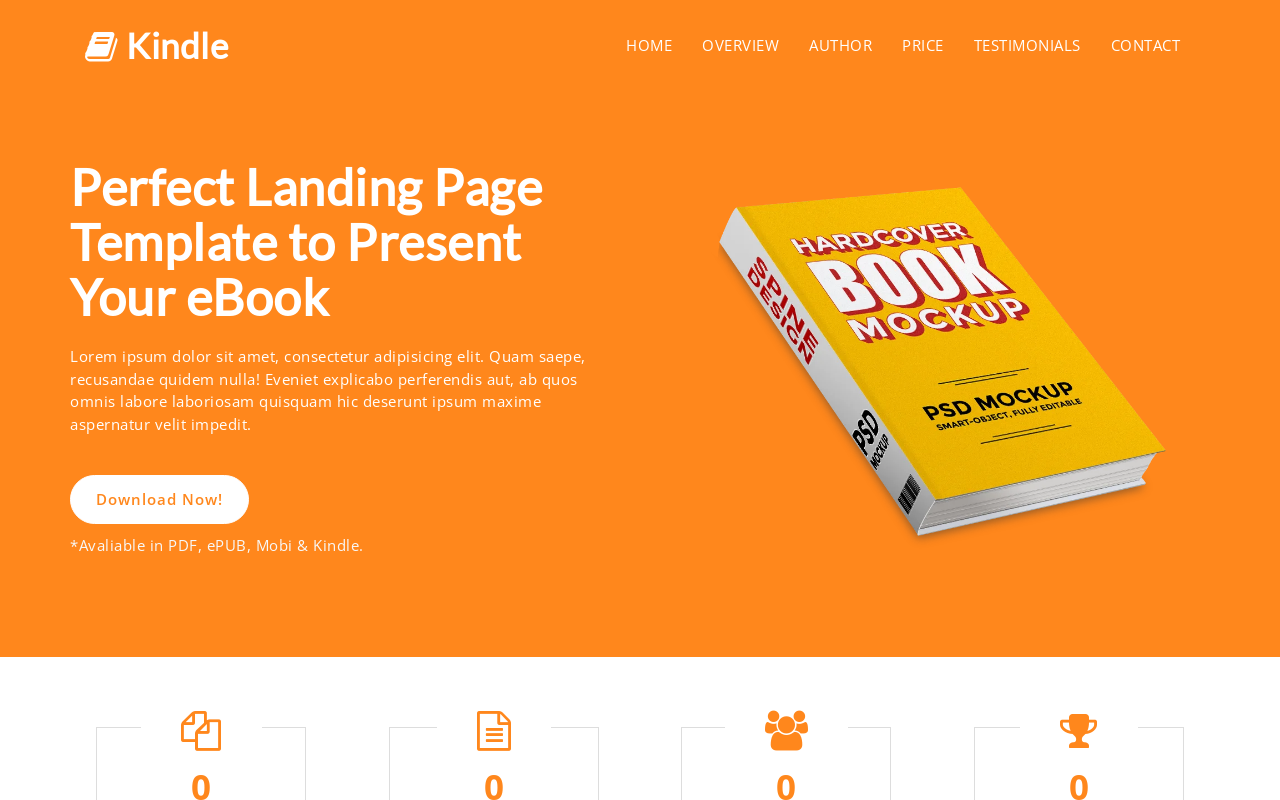 Kindle
HOME OVERVIEW AUTHOR PRICE TESTIMONIALS CONTACT
Perfect Landing Page
Template to Present
Your eBook
Lorem ipsum dolor sit amet, consectetur adipisicing elit. Quam saepe,
recusandae quidem nulla! Eveniet explicabo perferendis aut, ab quos
omnis labore laboriosam quisquam hic deserunt ipsum maxime
aspernatur velit impedit.
Download Now!
*Avaliable in PDF, ePUB, Mobi & Kindle.
HARDCOVER
BOOK
MOCKUP
PSD MOCKUP
SMART-OBJECT, FULLY EDITABLE
SPINE
DESIGN
PSD
MOCKUP
0 0 0 0